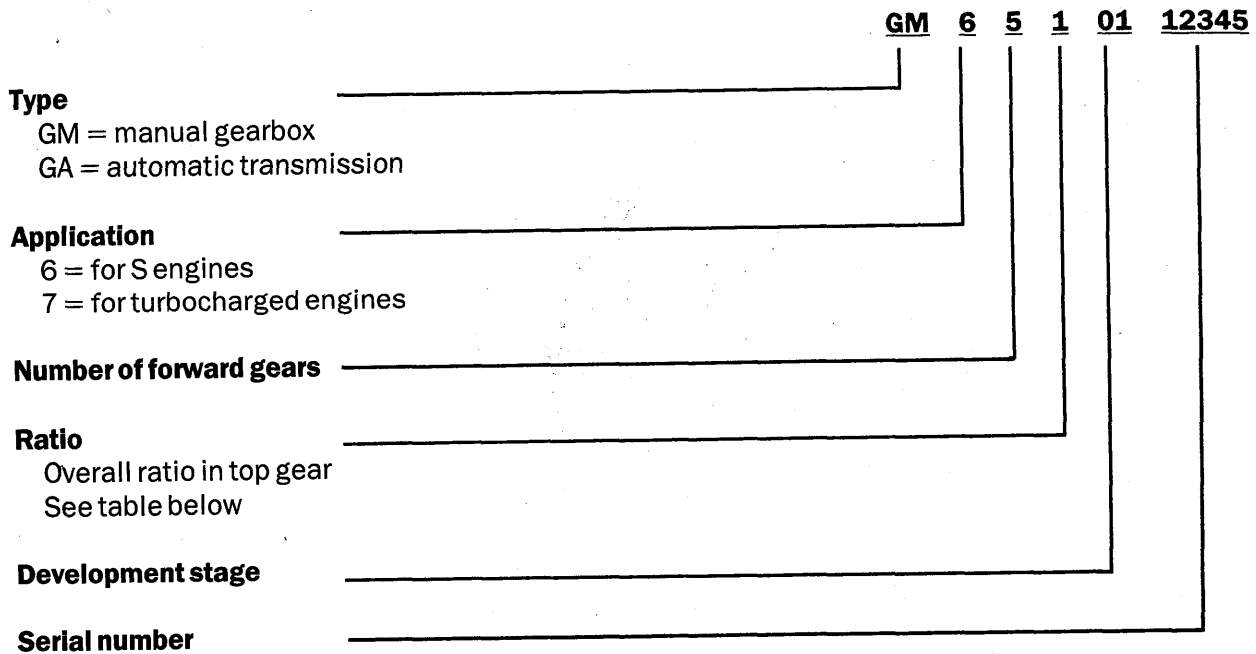 GM 6 5 1 01 12345
Type
GM = manual gearbox
GA = automatic transmission
Application
6 = for S engines
7 = for turbocharged engines
Number of forward gears
Ratio
Overall ratio in top gear
See table below
Development stage
Serial number